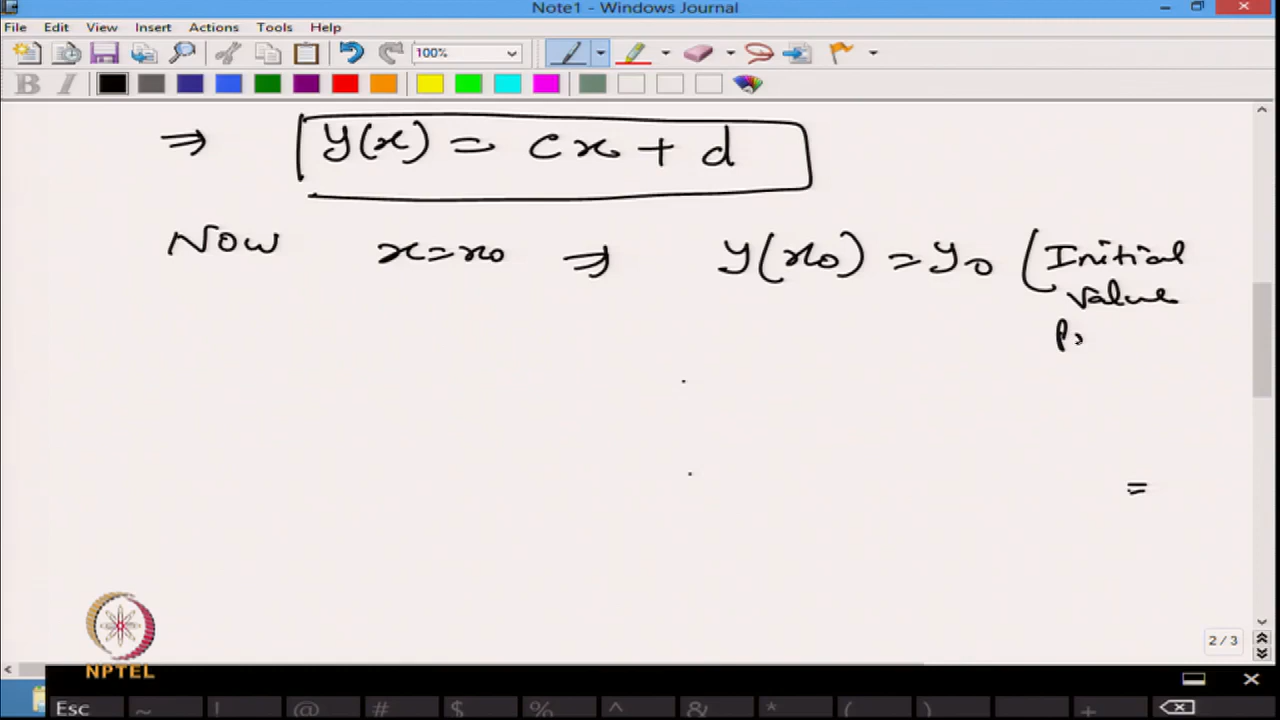 Note1 - Windows Journal
File Edit View Insert Actions Tools Help
100%
B I
⇒ y(x) = cx + d
Now x=x0 ⇒ y(x0) = y0 (Initial
value
=
2 / 3
NPTEL
Esc ~ ! @ # $ % ^ & * ( ) _ +